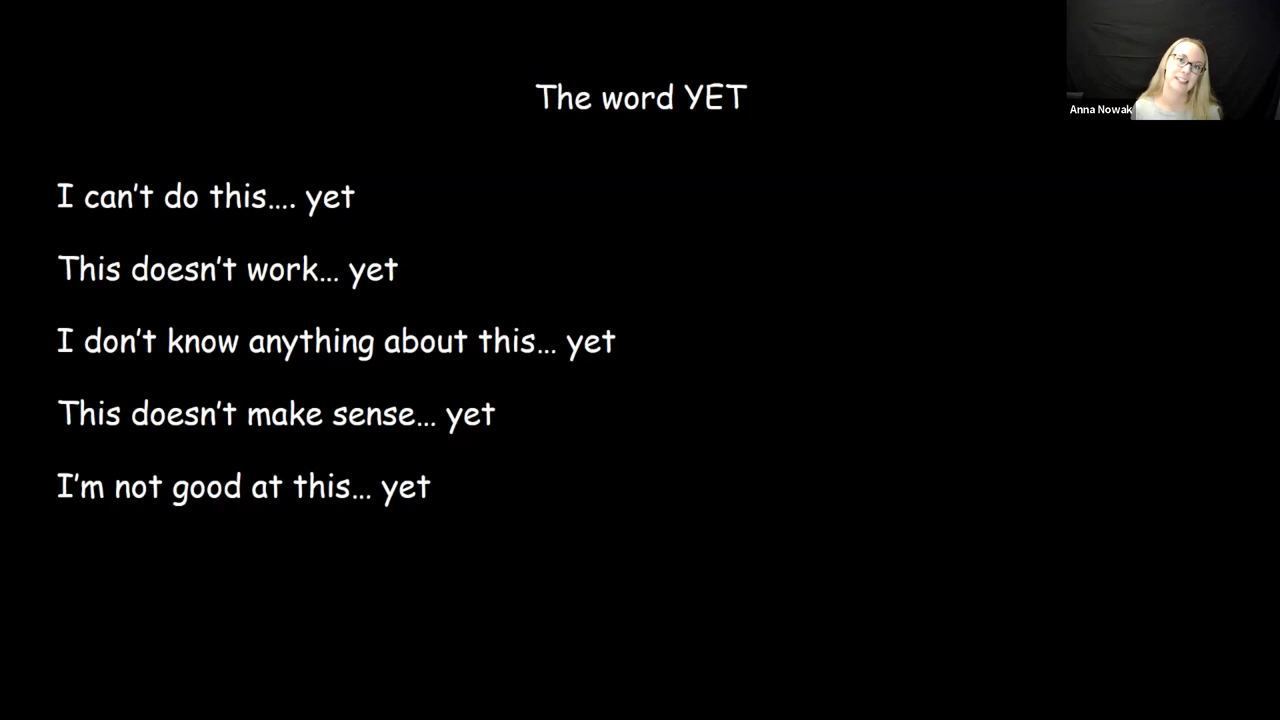 The word YET
Anna Nowak
I can’t do this…. yet
This doesn’t work… yet
I don’t know anything about this… yet
This doesn’t make sense… yet
I’m not good at this… yet